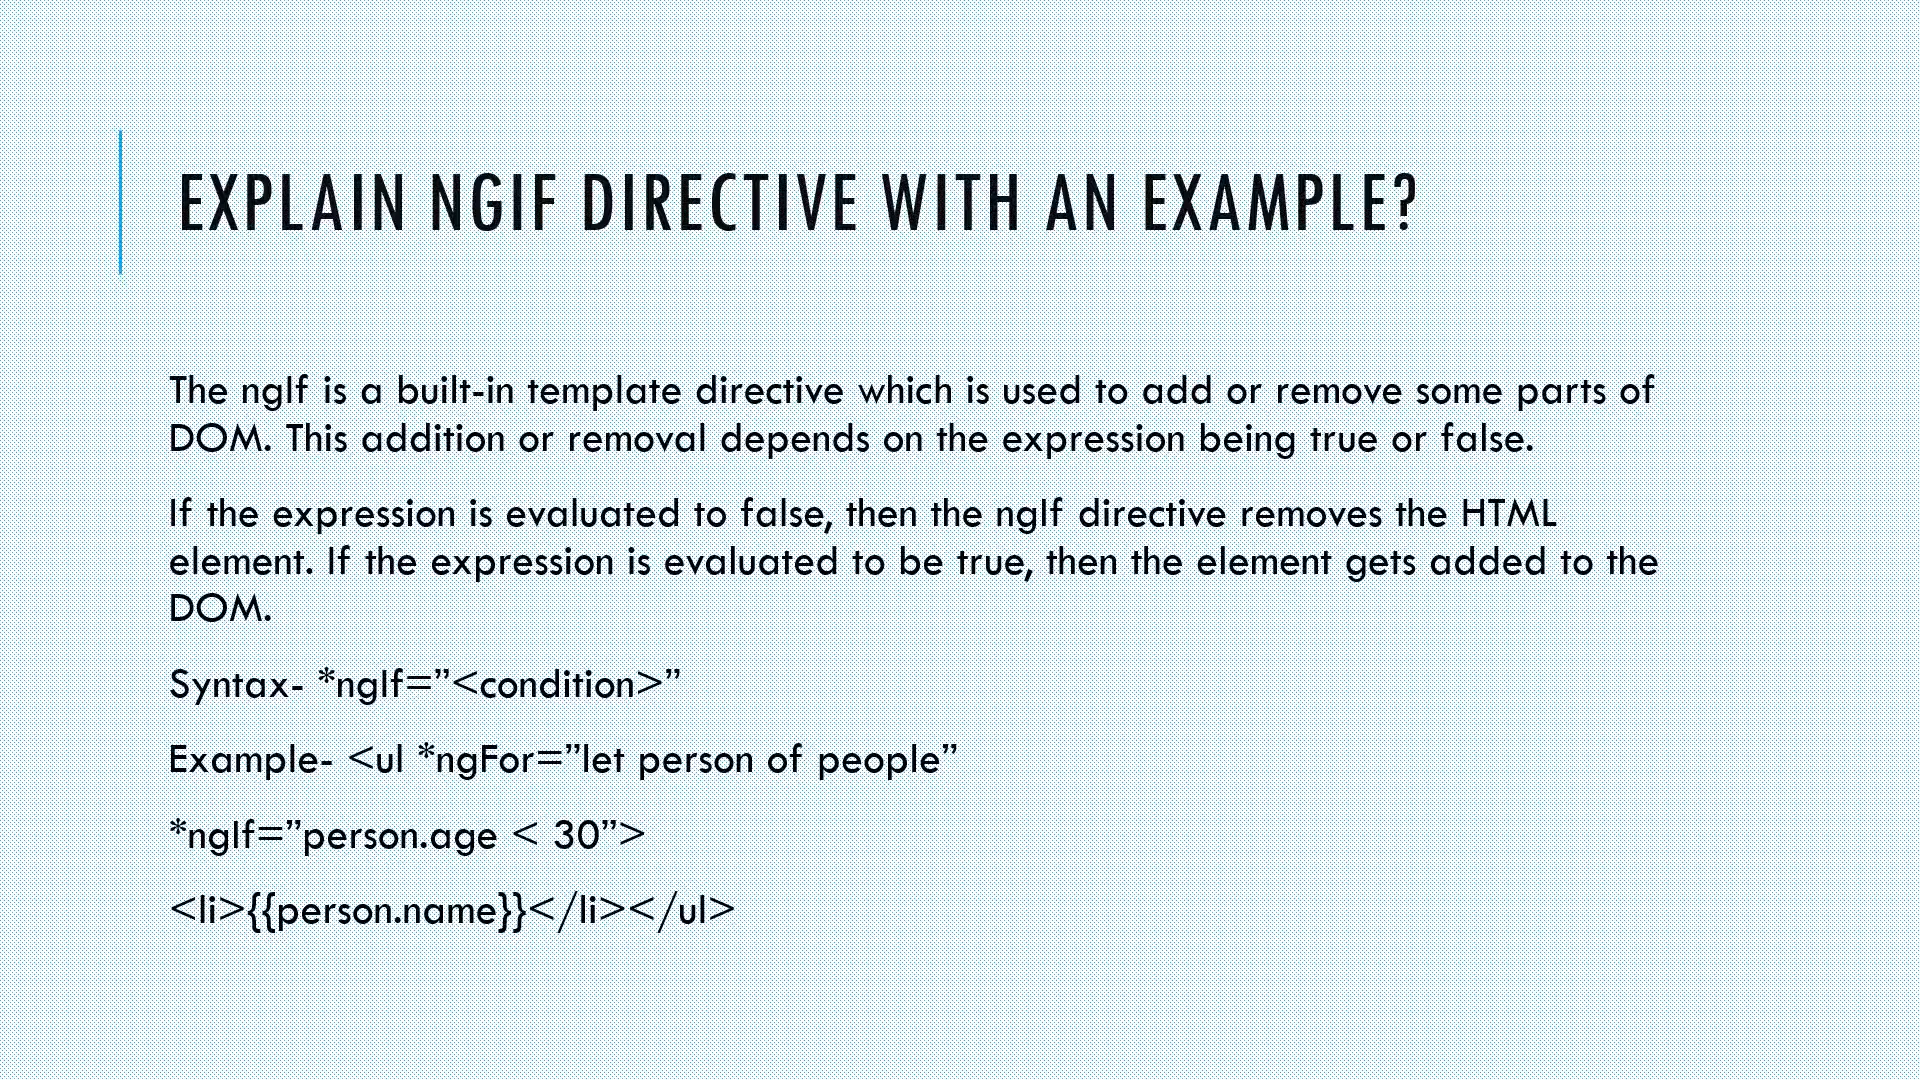 EXPLAIN NGIF DIRECTIVE WITH AN EXAMPLE?
The ngIf is a built-in template directive which is used to add or remove some parts of
DOM. This addition or removal depends on the expression being true or false.
If the expression is evaluated to false, then the ngIf directive removes the HTML
element. If the expression is evaluated to be true, then the element gets added to the
DOM.
Syntax- *ngIf=”<condition>”
Example- <ul *ngFor=”let person of people”
*ngIf=”person.age < 30”>
<li>{{person.name}}</li></ul>